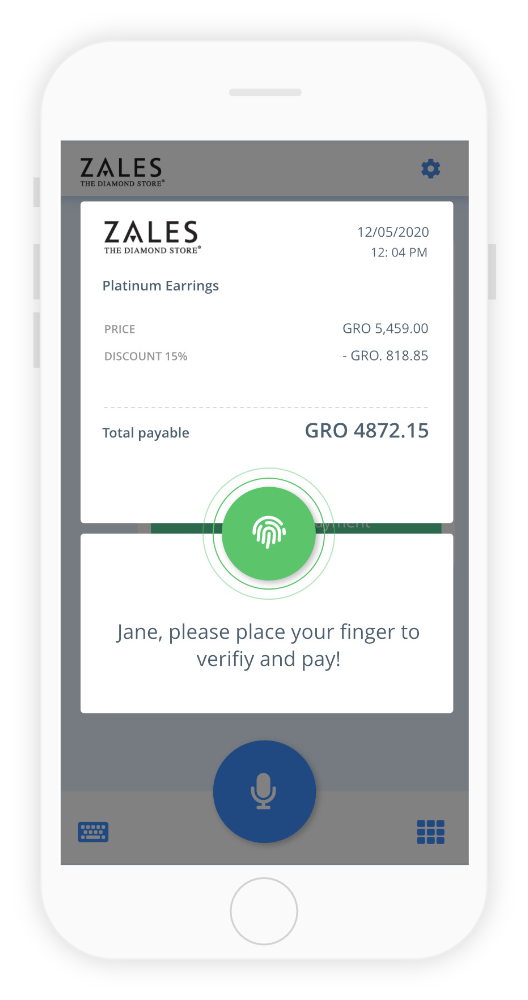 ZALES
THE DIAMOND STORE®
ZALES
THE DIAMOND STORE®
12/05/2020
12: 04 PM
Platinum Earrings
PRICE
GRO 5,459.00
DISCOUNT 15%
- GRO. 818.85
Total payable
GRO 4872.15
Jane, please place your finger to
verifiy and pay!